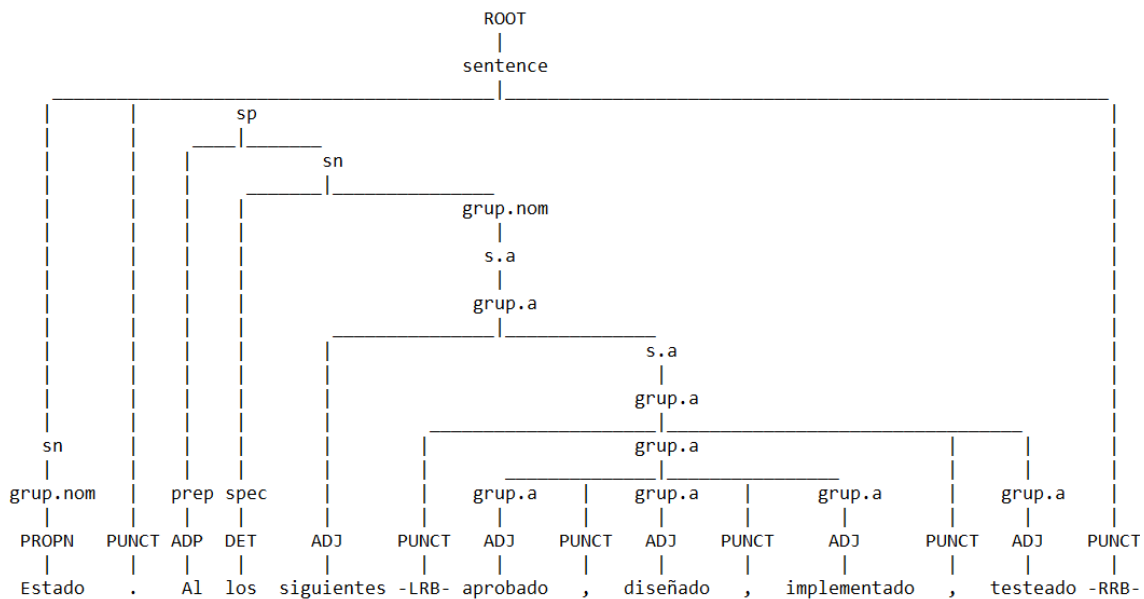 ROOT
sentence
sp
sn
grup.nom
s.a
grup.a
s.a
grup.a
sn grup.a
grup.nom prep spec grup.a grup.a grup.a grup.a
PROPN PUNCT ADP DET ADJ PUNCT ADJ PUNCT ADJ PUNCT ADJ PUNCT ADJ PUNCT
Estado . Al los siguientes -LRB- aprobado , diseñado , implementado , testeado -RRB-